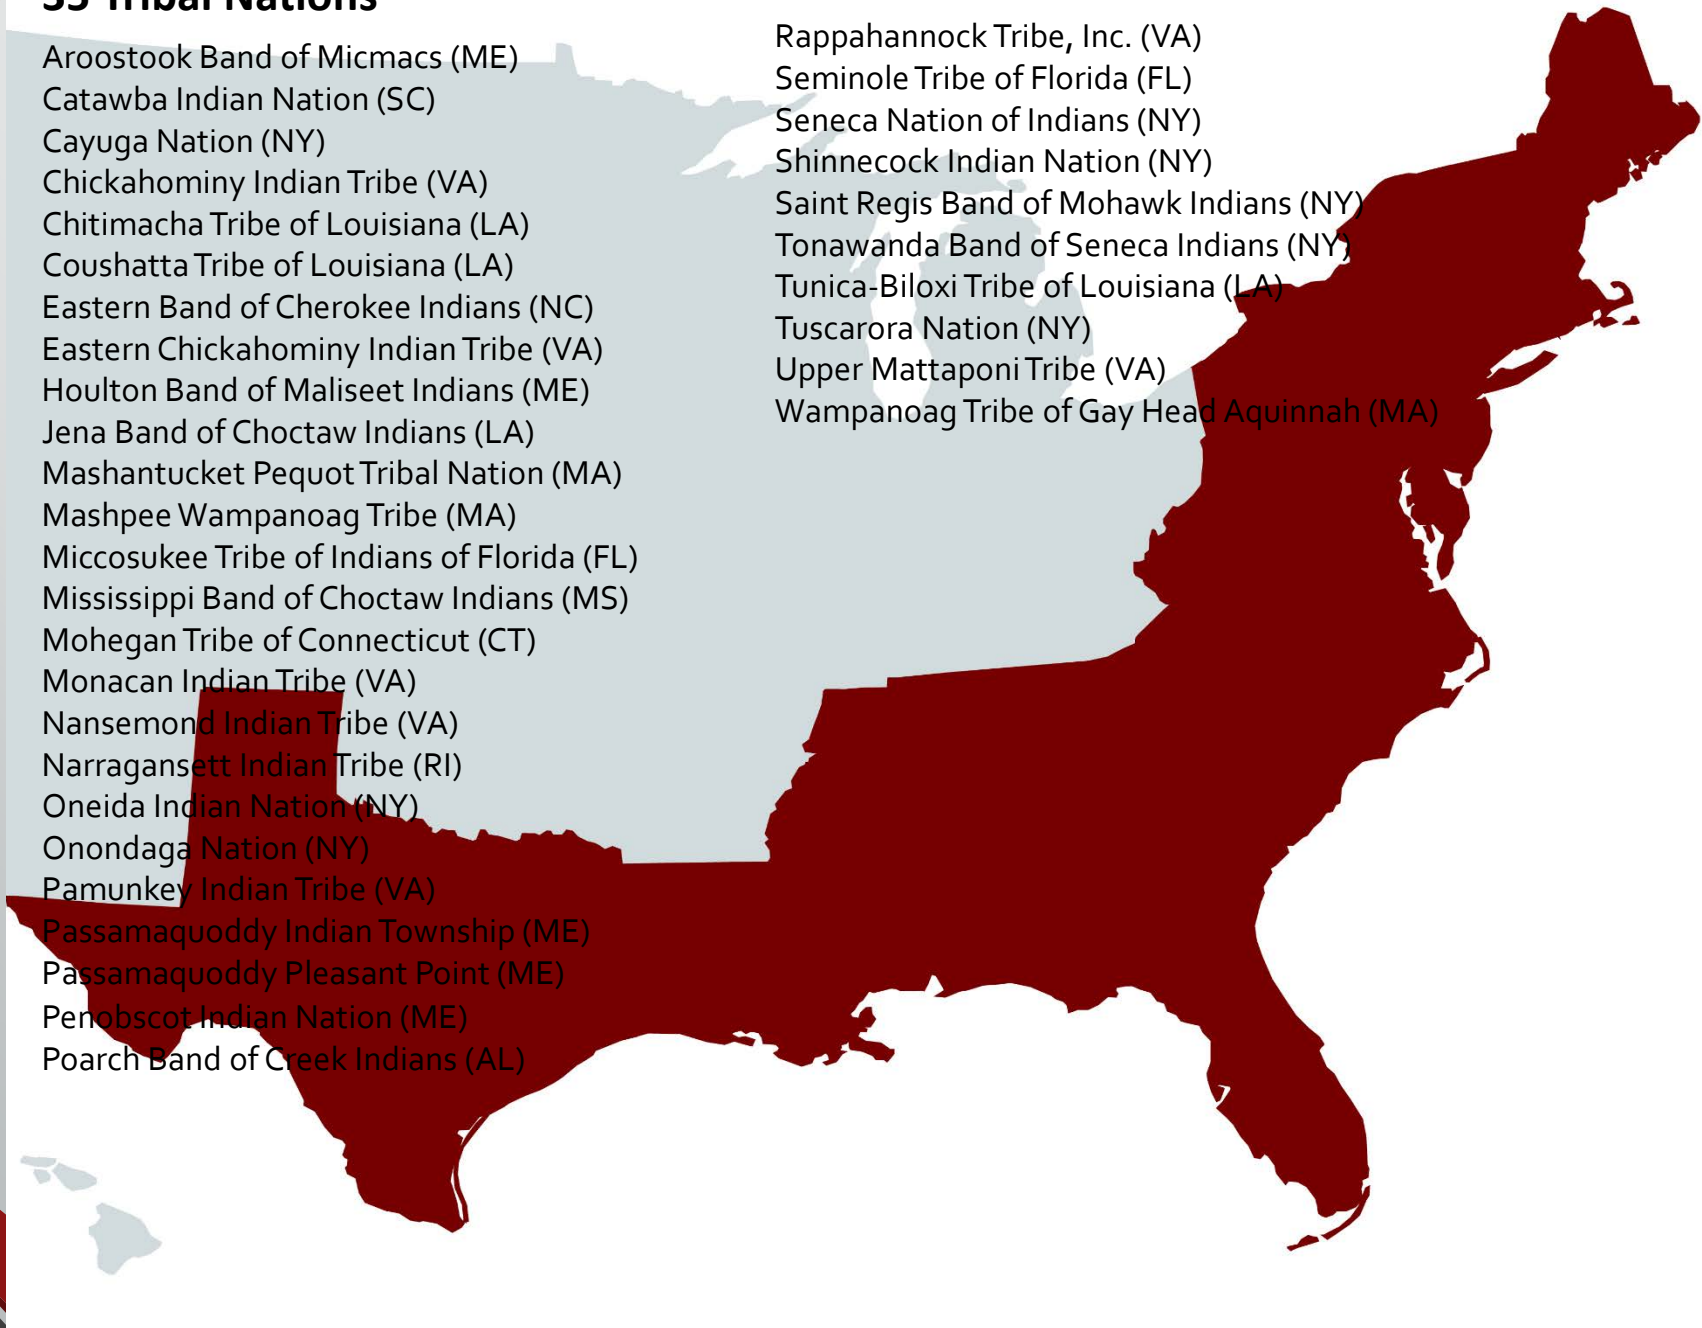 35 Tribal Nations
Aroostook Band of Micmacs (ME)
Catawba Indian Nation (SC)
Cayuga Nation (NY)
Chickahominy Indian Tribe (VA)
Chitimacha Tribe of Louisiana (LA)
Coushatta Tribe of Louisiana (LA)
Eastern Band of Cherokee Indians (NC)
Eastern Chickahominy Indian Tribe (VA)
Houlton Band of Maliseet Indians (ME)
Jena Band of Choctaw Indians (LA)
Mashantucket Pequot Tribal Nation (MA)
Mashpee Wampanoag Tribe (MA)
Miccosukee Tribe of Indians of Florida (FL)
Mississippi Band of Choctaw Indians (MS)
Mohegan Tribe of Connecticut (CT)
Monacan Indian Tribe (VA)
Nansemond Indian Tribe (VA)
Narragansett Indian Tribe (RI)
Oneida Indian Nation (NY)
Onondaga Nation (NY)
Pamunkey Indian Tribe (VA)
Passamaquoddy Indian Township (ME)
Passamaquoddy Pleasant Point (ME)
Penobscot Indian Nation (ME)
Poarch Band of Creek Indians (AL)
Rappahannock Tribe, Inc. (VA)
Seminole Tribe of Florida (FL)
Seneca Nation of Indians (NY)
Shinnecock Indian Nation (NY)
Saint Regis Band of Mohawk Indians (NY)
Tonawanda Band of Seneca Indians (NY)
Tunica-Biloxi Tribe of Louisiana (LA)
Tuscarora Nation (NY)
Upper Mattaponi Tribe (VA)
Wampanoag Tribe of Gay Head Aquinnah (MA)